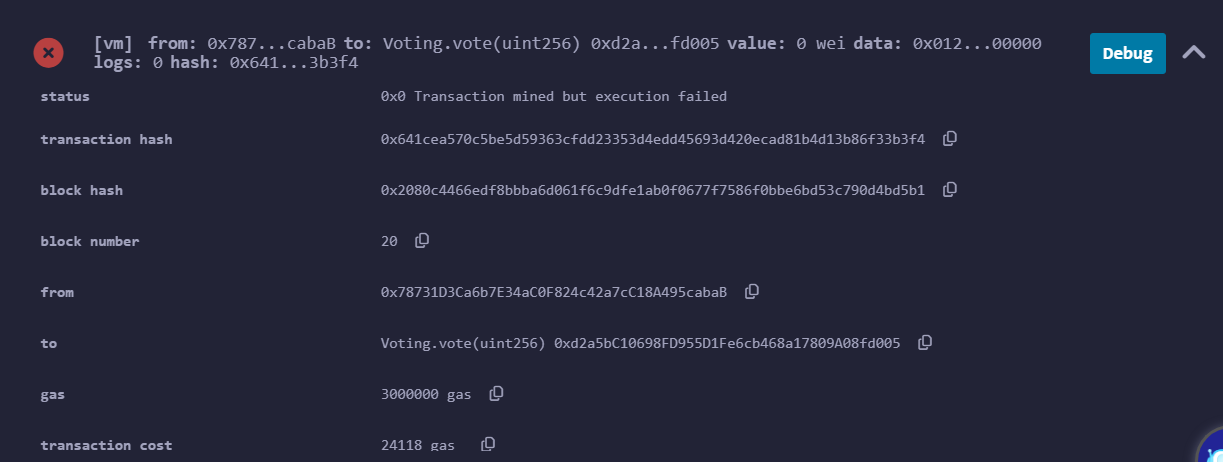 [vm] from: 0x787...cabaB to: Voting.vote(uint256) 0xd2a...fd005 value: 0 wei data: 0x012...00000
logs: 0 hash: 0x641...3b3f4
Debug
status 0x0 Transaction mined but execution failed
transaction hash 0x641cea570c5be5d59363cfdd23353d4edd45693d420ecad81b4d13b86f33b3f4
block hash 0x2080c4466edf8bbba6d061f6c9dfe1ab0f0677f7586f0bbe6bd53c790d4bd5b1
block number 20
from 0x78731D3Ca6b7E34aC0F824c42a7cC18A495cabaB
to Voting.vote(uint256) 0xd2a5bC10698FD955D1Fe6cb468a17809A08fd005
gas 3000000 gas
transaction cost 24118 gas